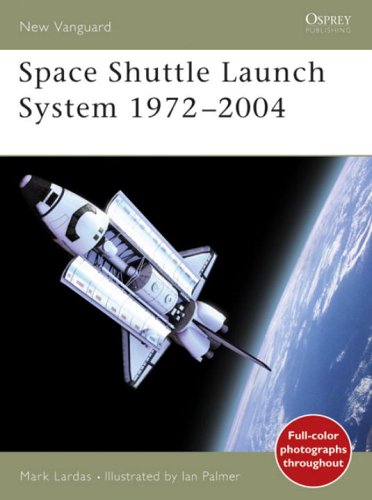 New Vanguard
OSPREY
PUBLISHING
Space Shuttle Launch
System 1972–2004
Full-color
photographs
throughout
Mark Lardas • Illustrated by Ian Palmer